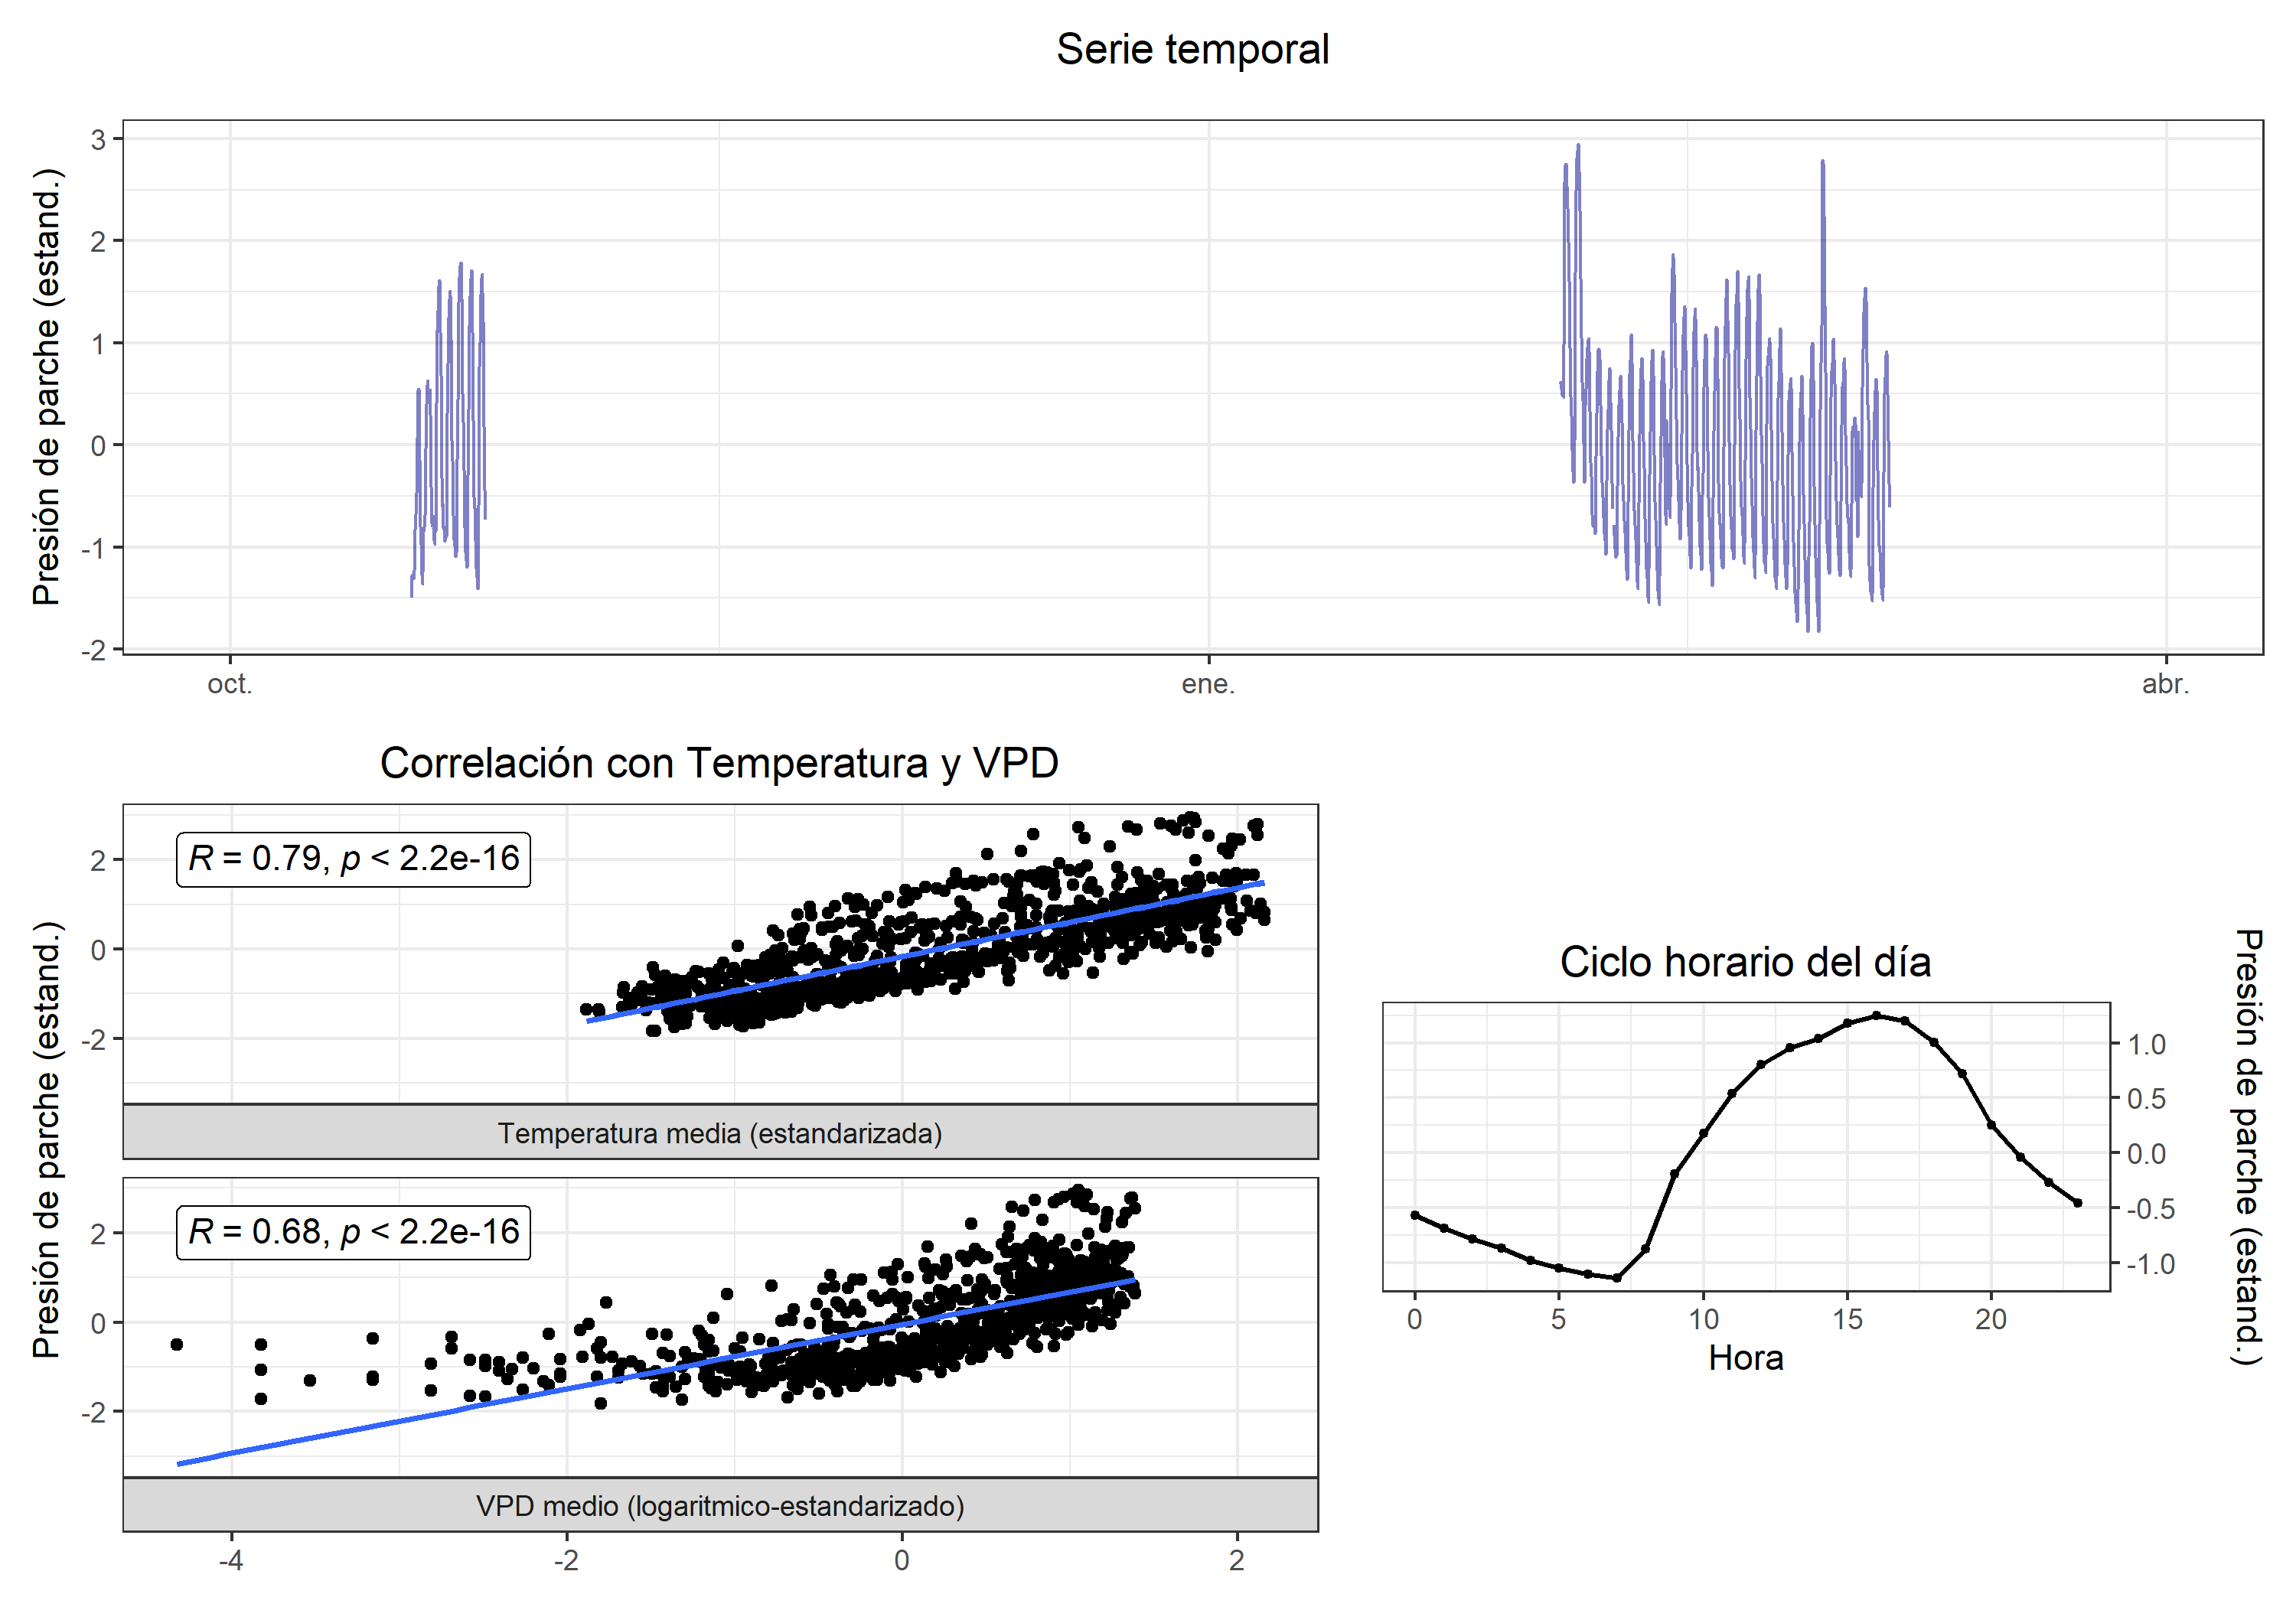 Serie temporal
Presión de parche (estand.)
3
2
1
0
-1
-2
oct.
ene.
abr.
Correlación con Temperatura y VPD
Presión de parche (estand.)
R = 0.79, p < 2.2e-16
2
0
-2
Temperatura media (estandarizada)
R = 0.68, p < 2.2e-16
2
0
-2
VPD medio (logaritmico-estandarizado)
-4
-2
0
2
Ciclo horario del día
1.0
0.5
0.0
-0.5
-1.0
Presión de parche (estand.)
0
5
10
15
20
Hora